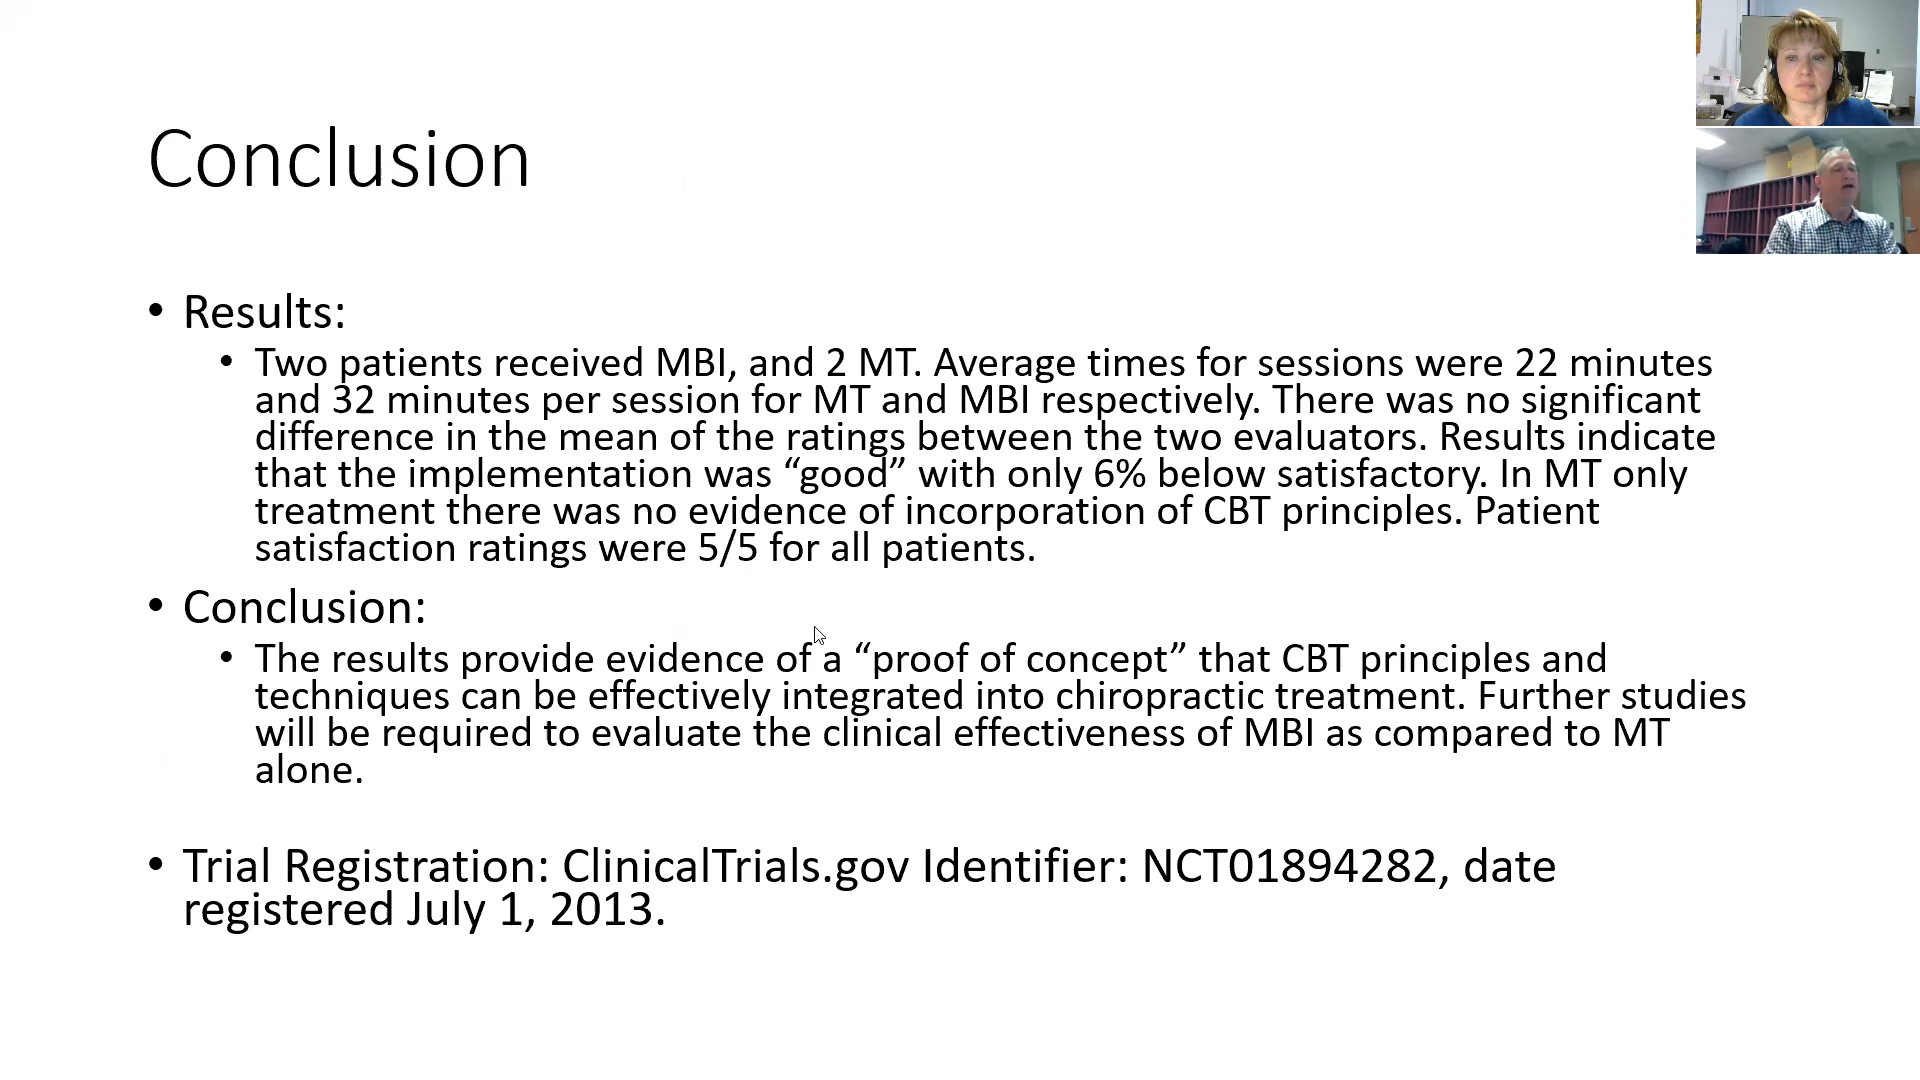 Conclusion
• Results:
• Two patients received MBI, and 2 MT. Average times for sessions were 22 minutes
and 32 minutes per session for MT and MBI respectively. There was no significant
difference in the mean of the ratings between the two evaluators. Results indicate
that the implementation was “good” with only 6% below satisfactory. In MT only
treatment there was no evidence of incorporation of CBT principles. Patient
satisfaction ratings were 5/5 for all patients.
• Conclusion:
• The results provide evidence of a “proof of concept” that CBT principles and
techniques can be effectively integrated into chiropractic treatment. Further studies
will be required to evaluate the clinical effectiveness of MBI as compared to MT
alone.
• Trial Registration: ClinicalTrials.gov Identifier: NCT01894282, date
registered July 1, 2013.